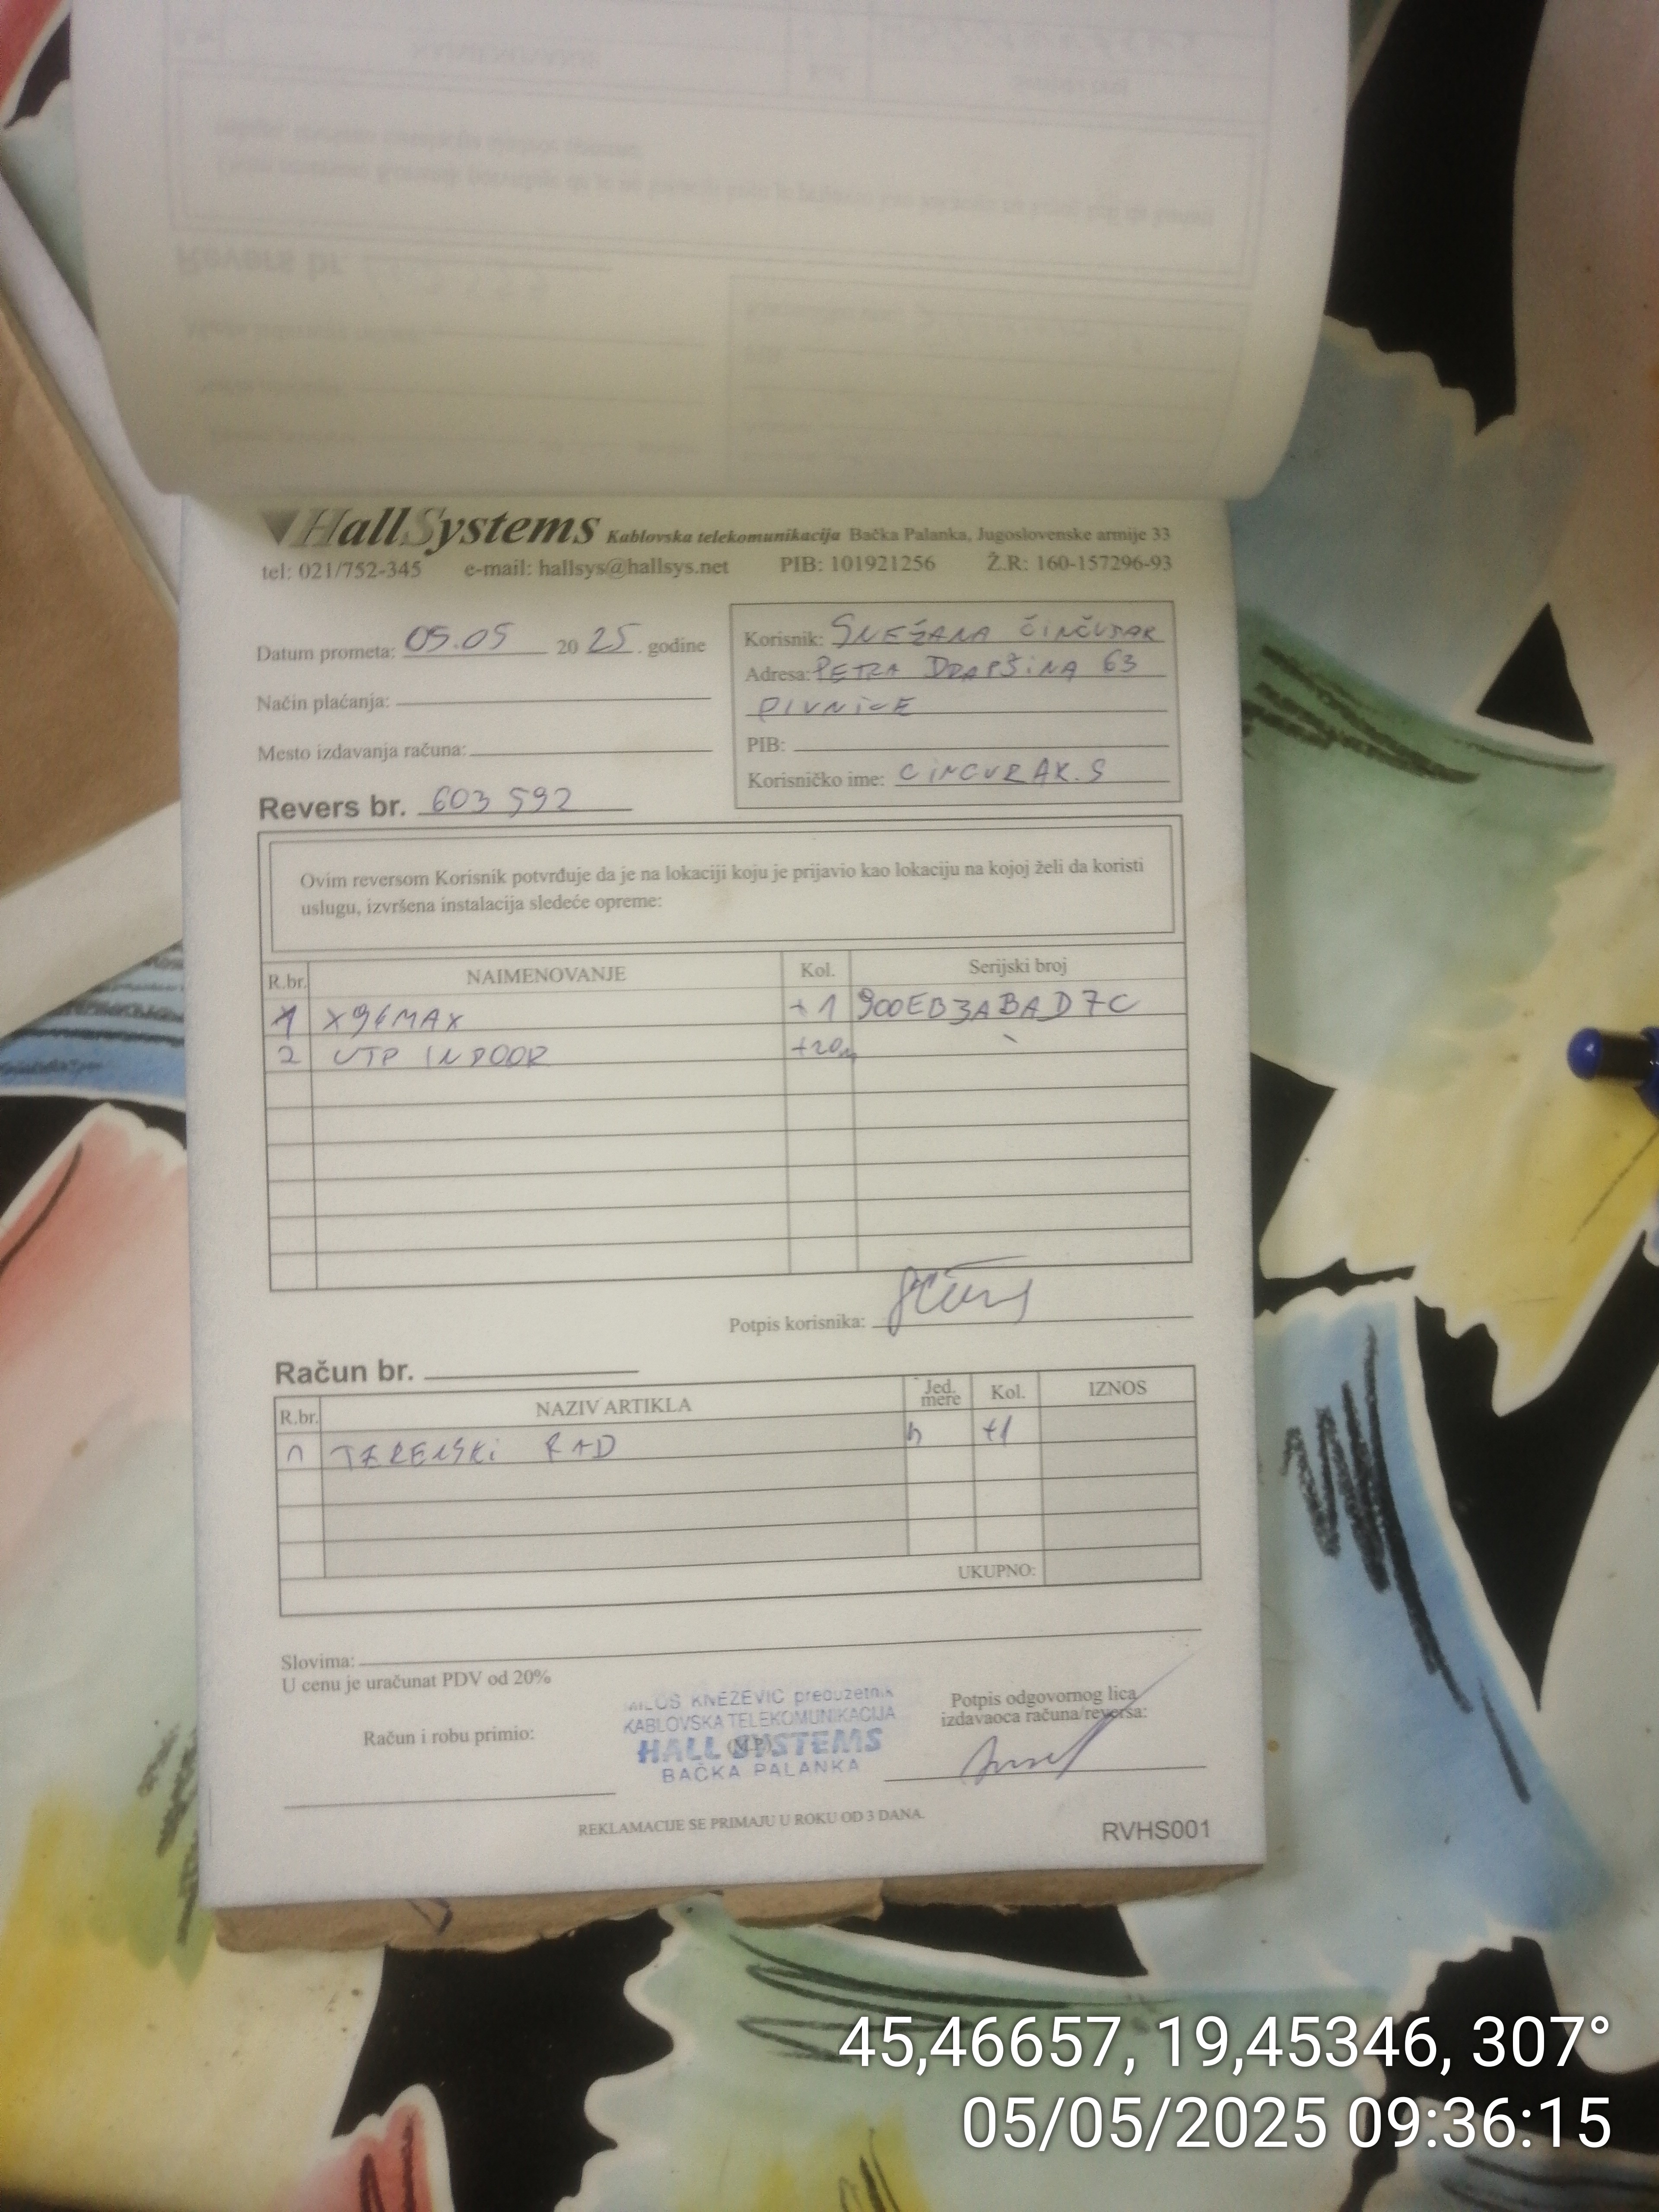 HallSystems Kablovska telekomunikacija Bačka Palanka, Jugoslovenske armije 33
tel: 021/752-345 e-mail: hallsys@hallsys.net PIB: 101921256 Ž.R: 160-157296-93
Datum prometa: 05.05 2025. godine
Način plaćanja:
Mesto izdavanja računa:
Revers br. 603592
Korisnik: SNEŽANA
Adresa: PETRA DRAPŠINA 63
PIVNICE
PIB:
Korisničko ime: CINCURAK.S
Ovim reversom Korisnik potvrđuje da je na lokaciji koju je prijavio kao lokaciju na kojoj želi da koristi
uslugu, izvršena instalacija sledeće opreme:
R.br. NAIMENOVANJE Kol. Serijski broj
1 X96MAX +1 900EB3ABAD7C
2 UTP INDOOR +20m
Potpis korisnika:
Račun br.
R.br. NAZIV ARTIKLA Jed. mere Kol. IZNOS
1 TERENSKI RAD h +1
UKUPNO:
Slovima:
U cenu je uračunat PDV od 20%
Račun i robu primio:
MILOŠ KNEŽEVIĆ preduzetnik
KABLOVSKA TELEKOMUNIKACIJA
HALL SYSTEMS
(M.P.)
BAČKA PALANKA
Potpis odgovornog lica
izdavaoca računa/reversa:
REKLAMACIJE SE PRIMAJU U ROKU OD 3 DANA.
RVHS001
45,46657, 19,45346, 307°
05/05/2025 09:36:15